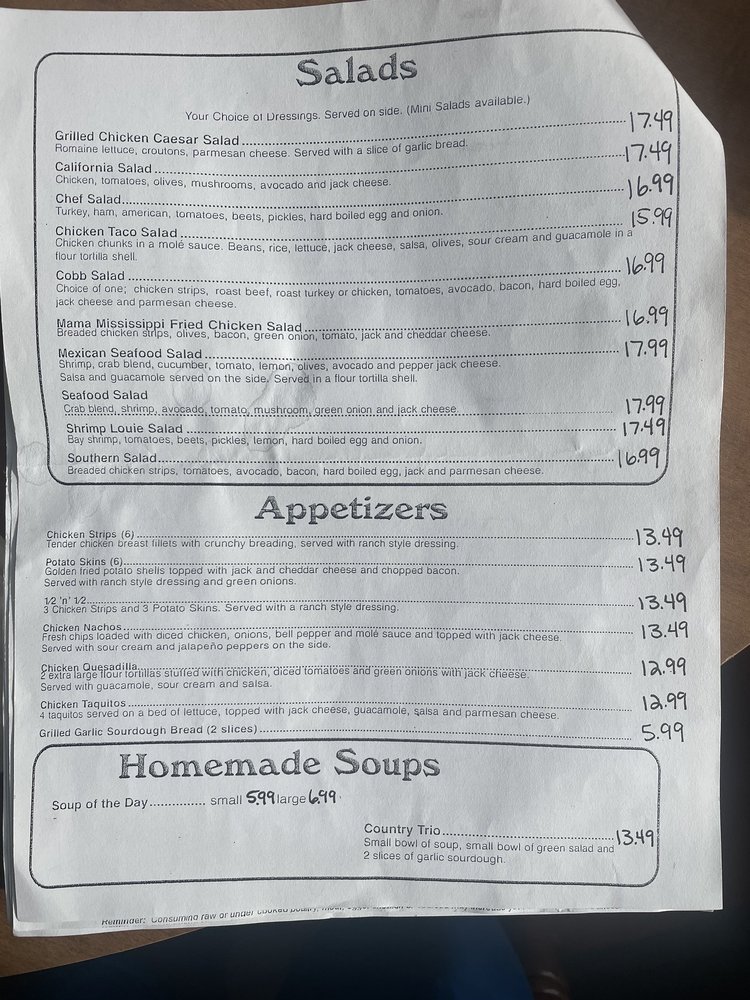 Salads
Your Choice of Dressings. Served on side. (Mini Salads available.)
Grilled Chicken Caesar Salad 17.49
Romaine lettuce, croutons, parmesan cheese. Served with a slice of garlic bread.
California Salad 17.49
Chicken, tomatoes, olives, mushrooms, avocado and jack cheese.
Chef Salad 16.99
Turkey, ham, american, tomatoes, beets, pickles, hard boiled egg and onion.
Chicken Taco Salad 15.99
Chicken chunks in a molé sauce. Beans, rice, lettuce, jack cheese, salsa, olives, sour cream and guacamole in a
flour tortilla shell.
Cobb Salad 16.99
Choice of one; chicken strips, roast beef, roast turkey or chicken, tomatoes, avocado, bacon, hard boiled egg,
jack cheese and parmesan cheese.
Mama Mississippi Fried Chicken Salad 16.99
Breaded chicken strips, olives, bacon, green onion, tomato, jack and cheddar cheese.
Mexican Seafood Salad 17.99
Shrimp, crab blend, cucumber, tomato, lemon, olives, avocado and pepper jack cheese.
Salsa and guacamole served on the side. Served in a flour tortilla shell.
Seafood Salad
Crab blend, shrimp, avocado, tomato, mushroom, green onion and jack cheese. 17.99
Shrimp Louie Salad 17.49
Bay shrimp, tomatoes, beets, pickles, lemon, hard boiled egg and onion.
Southern Salad 16.99
Breaded chicken strips, tomatoes, avocado, bacon, hard boiled egg, jack and parmesan cheese.
Appetizers
Chicken Strips (6) 13.49
Tender chicken breast fillets with crunchy breading, served with ranch style dressing.
Potato Skins (6) 13.49
Golden fried potato shells topped with jack and cheddar cheese and chopped bacon.
Served with ranch style dressing and green onions.
1/2 'n' 1/2 13.49
3 Chicken Strips and 3 Potato Skins. Served with a ranch style dressing.
Chicken Nachos 13.49
Fresh chips loaded with diced chicken, onions, bell pepper and molé sauce and topped with jack cheese.
Served with sour cream and jalapeño peppers on the side.
Chicken Quesadilla 12.99
2 extra large flour tortillas stuffed with chicken, diced tomatoes and green onions with jack cheese.
Served with guacamole, sour cream and salsa.
Chicken Taquitos 12.99
4 taquitos served on a bed of lettuce, topped with jack cheese, guacamole, salsa and parmesan cheese.
Grilled Garlic Sourdough Bread (2 slices) 5.99
Homemade Soups
Soup of the Day small 5.99 large 6.99
Country Trio 13.49
Small bowl of soup, small bowl of green salad and
2 slices of garlic sourdough.
Reminder: Consuming raw or under cooked poultry,